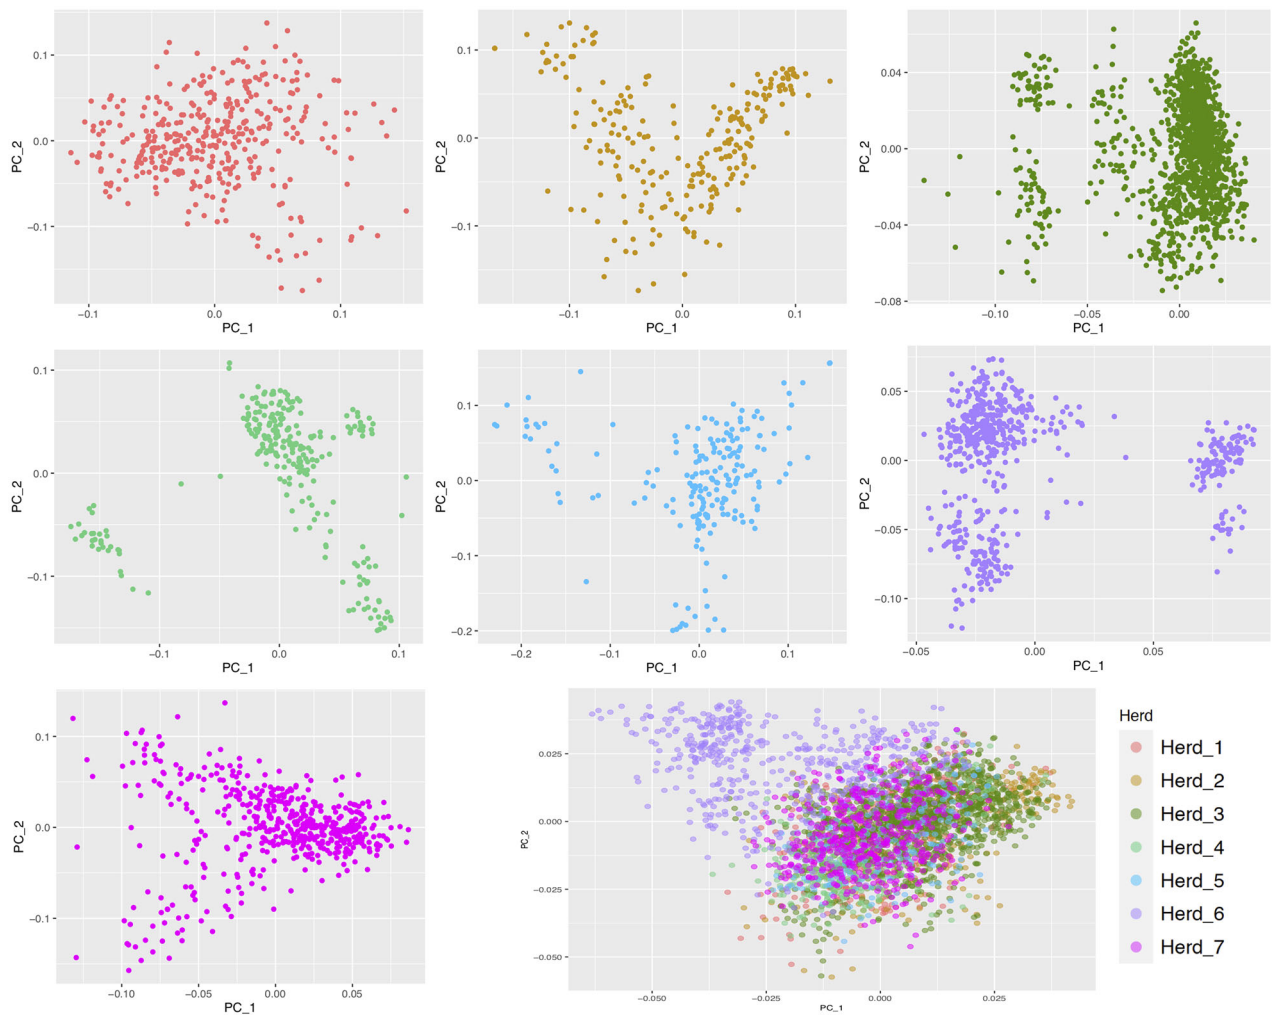 0.1
0.0
−0.1
PC_2
−0.1 0.0 0.1
PC_1
0.1
0.0
−0.1
PC_2
−0.1 0.0 0.1
PC_1
0.04
0.00
−0.04
−0.08
PC_2
−0.10 −0.05 0.00
PC_1
0.1
0.0
−0.1
PC_2
−0.1 0.0 0.1
PC_1
0.1
0.0
−0.1
−0.2
PC_2
−0.2 −0.1 0.0 0.1
PC_1
0.05
0.00
−0.05
−0.10
PC_2
−0.05 0.00 0.05
PC_1
0.1
0.0
−0.1
PC_2
−0.10 −0.05 0.00 0.05
PC_1
0.025
0.000
−0.025
−0.050
PC_2
−0.050 −0.025 0.000 0.025
PC_1
Herd
Herd_1
Herd_2
Herd_3
Herd_4
Herd_5
Herd_6
Herd_7